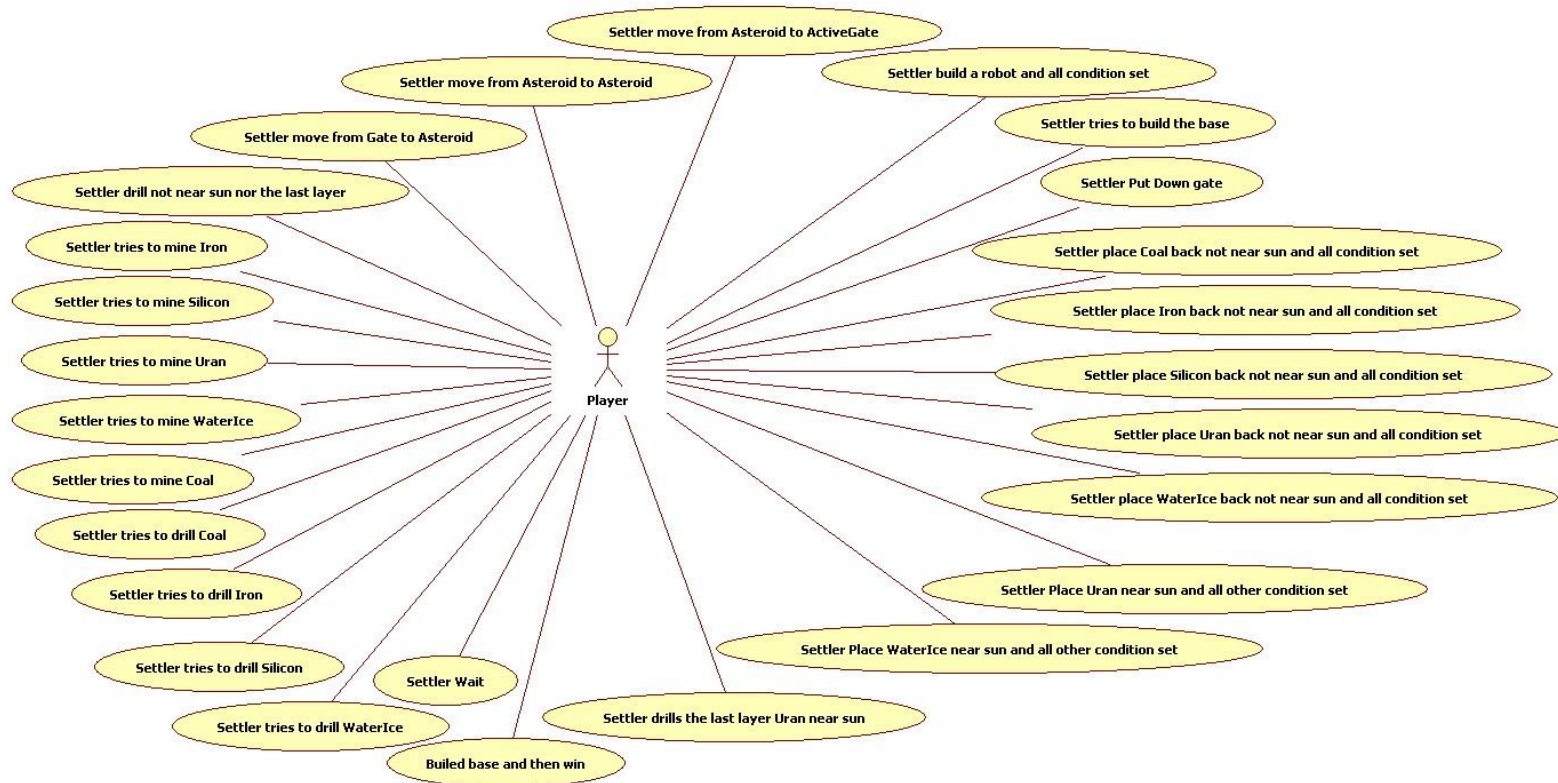 Settler move from Asteroid to ActiveGate
Settler move from Asteroid to Asteroid
Settler build a robot and all condition set
Settler move from Gate to Asteroid
Settler tries to build the base
Settler drill not near sun nor the last layer
Settler Put Down gate
Settler tries to mine Iron
Settler place Coal back not near sun and all condition set
Settler tries to mine Silicon
Settler place Iron back not near sun and all condition set
Settler tries to mine Uran
Settler place Silicon back not near sun and all condition set
Player
Settler tries to mine WaterIce
Settler place Uran back not near sun and all condition set
Settler tries to mine Coal
Settler place WaterIce back not near sun and all condition set
Settler tries to drill Coal
Settler tries to drill Iron
Settler Place Uran near sun and all other condition set
Settler tries to drill Silicon
Settler Place WaterIce near sun and all other condition set
Settler Wait
Settler tries to drill WaterIce
Settler drills the last layer Uran near sun
Builed base and then win